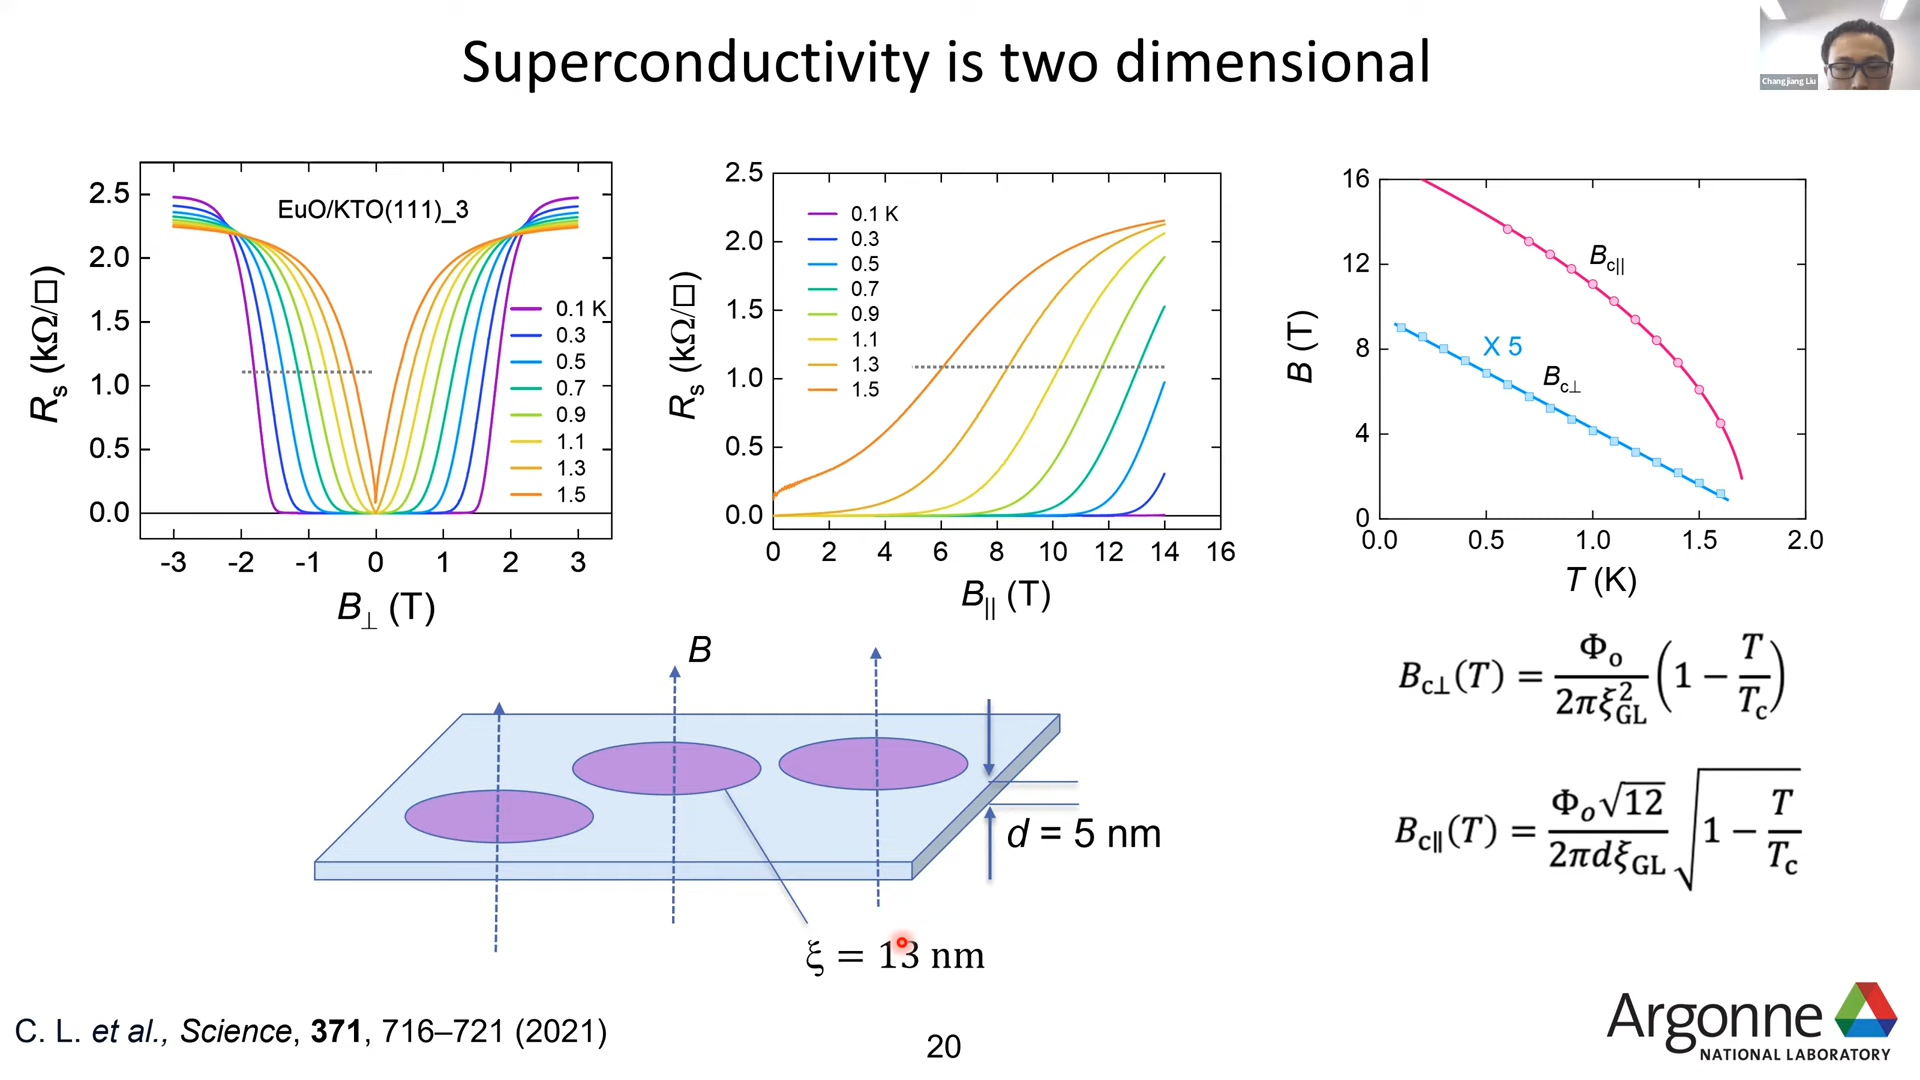 Superconductivity is two dimensional
Changjiang Liu
EuO/KTO(111)_3
2.5
2.0
1.5
1.0
0.5
0.0
Rs (kΩ/□)
0.1 K
0.3
0.5
0.7
0.9
1.1
1.3
1.5
-3 -2 -1 0 1 2 3
B⊥ (T)
2.5
2.0
1.5
1.0
0.5
0.0
Rs (kΩ/□)
0.1 K
0.3
0.5
0.7
0.9
1.1
1.3
1.5
0 2 4 6 8 10 12 14 16
B|| (T)
16
12
8
4
0
B (T)
Bc||
X 5
Bc⊥
0.0 0.5 1.0 1.5 2.0
T (K)
B
d = 5 nm
ξ = 13 nm
Bc⊥(T) = Φo / 2πξ²GL (1 − T/Tc)
Bc∥(T) = Φo√12 / 2πdξGL √(1 − T/Tc)
C. L. et al., Science, 371, 716–721 (2021)
20
Argonne
NATIONAL LABORATORY